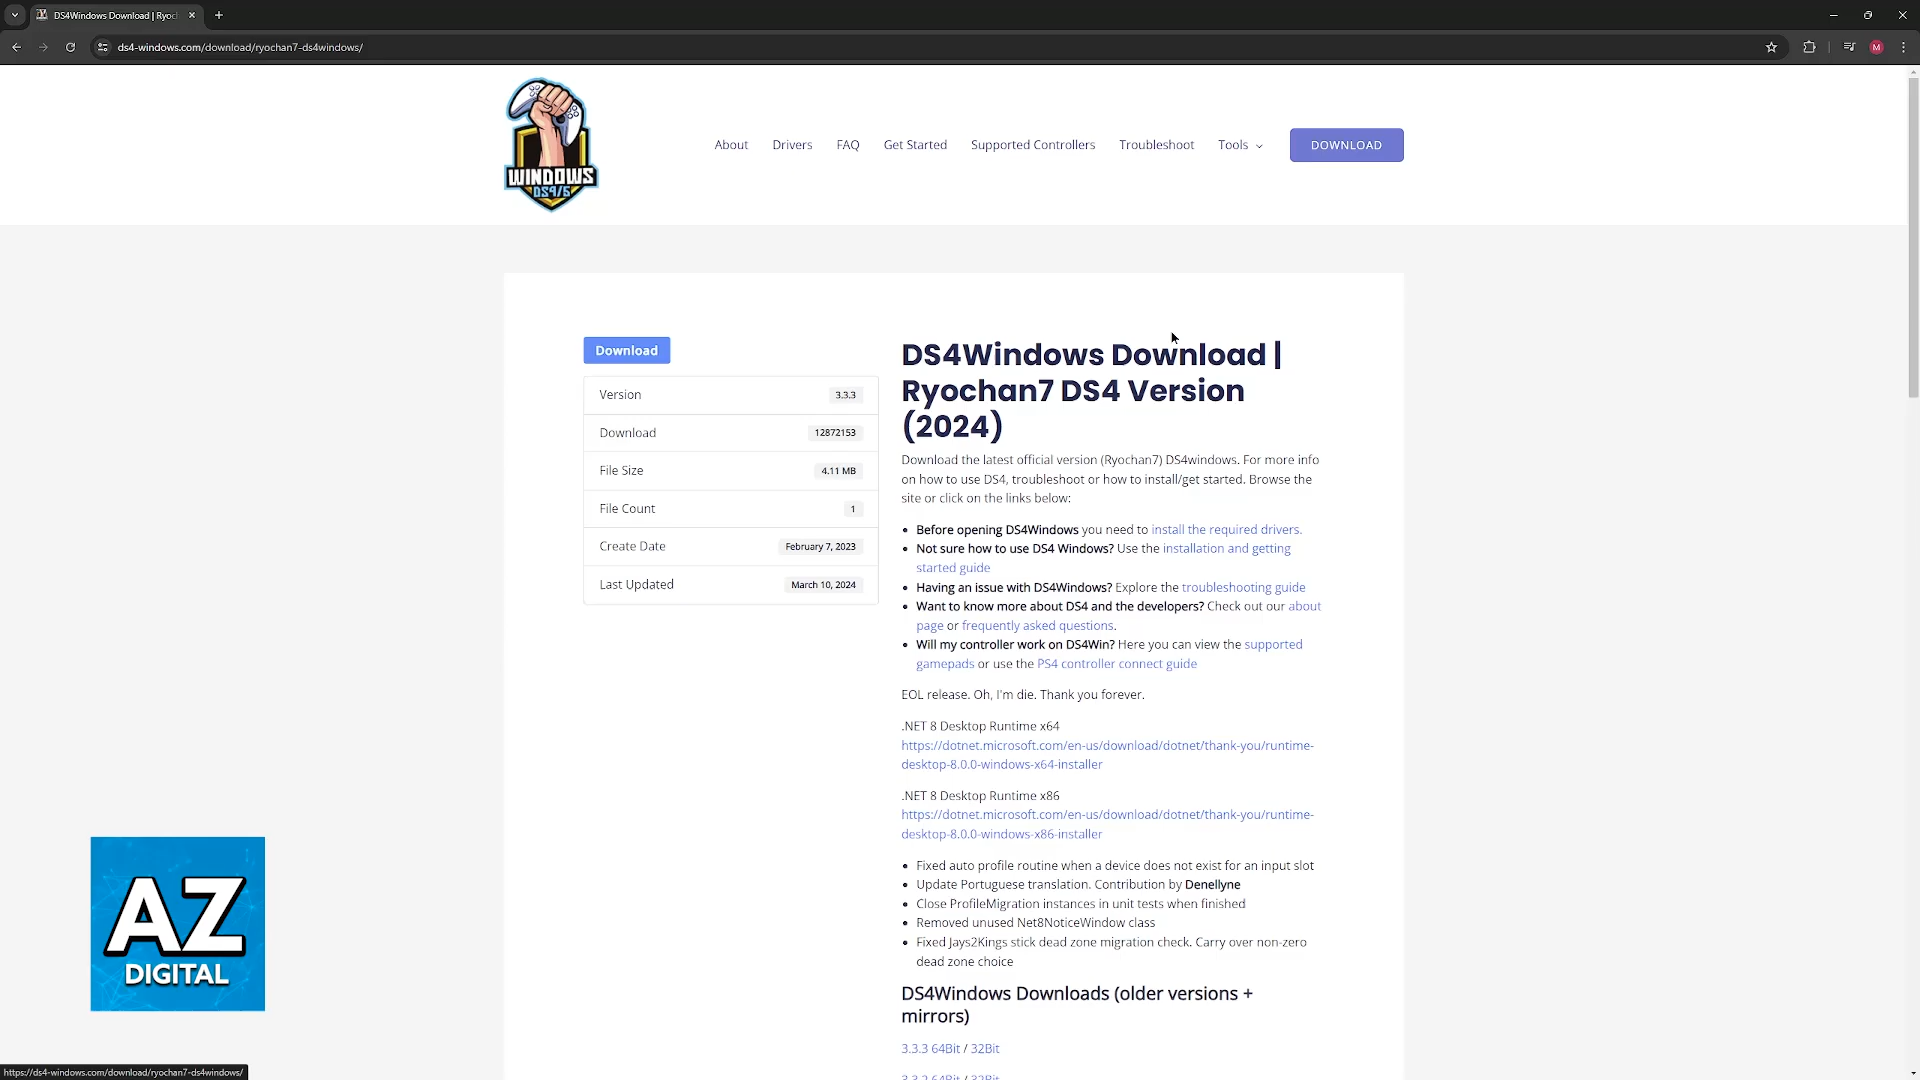 DS4Windows Download | Ryoc
ds4-windows.com/download/ryochan7-ds4windows/
M
WINDOWS
DS4/5
About
Drivers
FAQ
Get Started
Supported Controllers
Troubleshoot
Tools
DOWNLOAD
Download
Version 3.3.3
Download 12872153
File Size 4.11 MB
File Count 1
Create Date February 7, 2023
Last Updated March 10, 2024
DS4Windows Download |
Ryochan7 DS4 Version
(2024)
Download the latest official version (Ryochan7) DS4windows. For more info
on how to use DS4, troubleshoot or how to install/get started. Browse the
site or click on the links below:
• Before opening DS4Windows you need to install the required drivers.
• Not sure how to use DS4 Windows? Use the installation and getting
started guide
• Having an issue with DS4Windows? Explore the troubleshooting guide
• Want to know more about DS4 and the developers? Check out our about
page or frequently asked questions.
• Will my controller work on DS4Win? Here you can view the supported
gamepads or use the PS4 controller connect guide
EOL release. Oh, I'm die. Thank you forever.
.NET 8 Desktop Runtime x64
https://dotnet.microsoft.com/en-us/download/dotnet/thank-you/runtime-
desktop-8.0.0-windows-x64-installer
.NET 8 Desktop Runtime x86
https://dotnet.microsoft.com/en-us/download/dotnet/thank-you/runtime-
desktop-8.0.0-windows-x86-installer
• Fixed auto profile routine when a device does not exist for an input slot
• Update Portuguese translation. Contribution by Denellyne
• Close ProfileMigration instances in unit tests when finished
• Removed unused Net8NoticeWindow class
• Fixed Jays2Kings stick dead zone migration check. Carry over non-zero
dead zone choice
DS4Windows Downloads (older versions +
mirrors)
3.3.3 64Bit / 32Bit
3.3.2 64Bit / 32Bit
AZ
DIGITAL
https://ds4-windows.com/download/ryochan7-ds4windows/